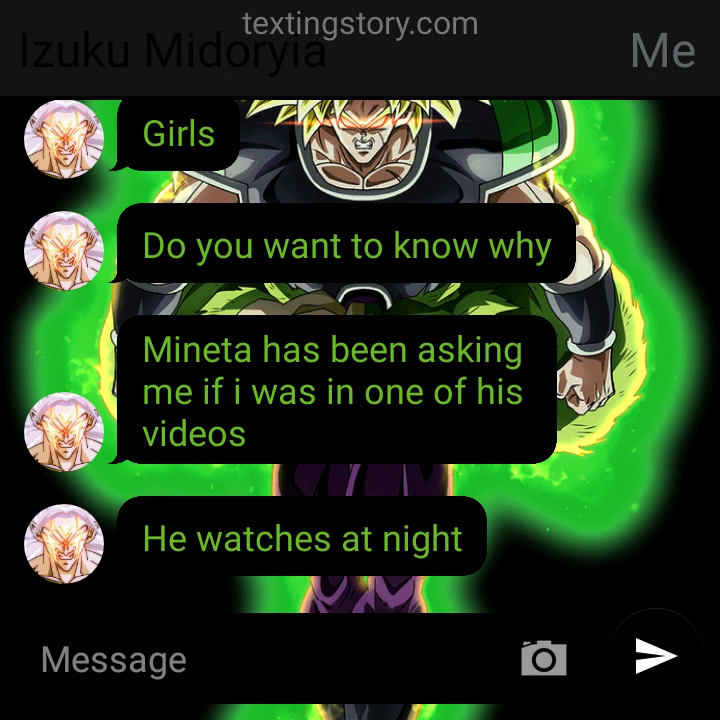 textingstory.com
Izuku Midoryia
Me
Girls
Do you want to know why
Mineta has been asking
me if i was in one of his
videos
He watches at night
Message